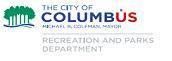 THE CITY OF
COLUMBUS
MICHAEL B. COLEMAN, MAYOR
RECREATION AND PARKS
DEPARTMENT